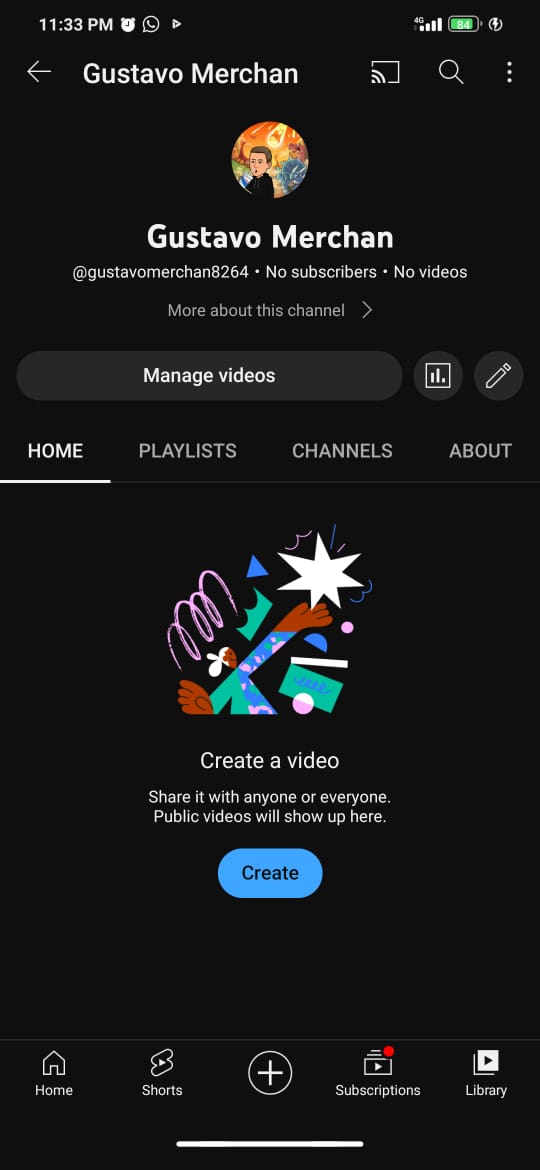 11:33 PM
4G
84
Gustavo Merchan
Gustavo Merchan
@gustavomerchan8264 • No subscribers • No videos
More about this channel
Manage videos
HOME PLAYLISTS CHANNELS ABOUT
Create a video
Share it with anyone or everyone.
Public videos will show up here.
Create
Home Shorts Subscriptions Library